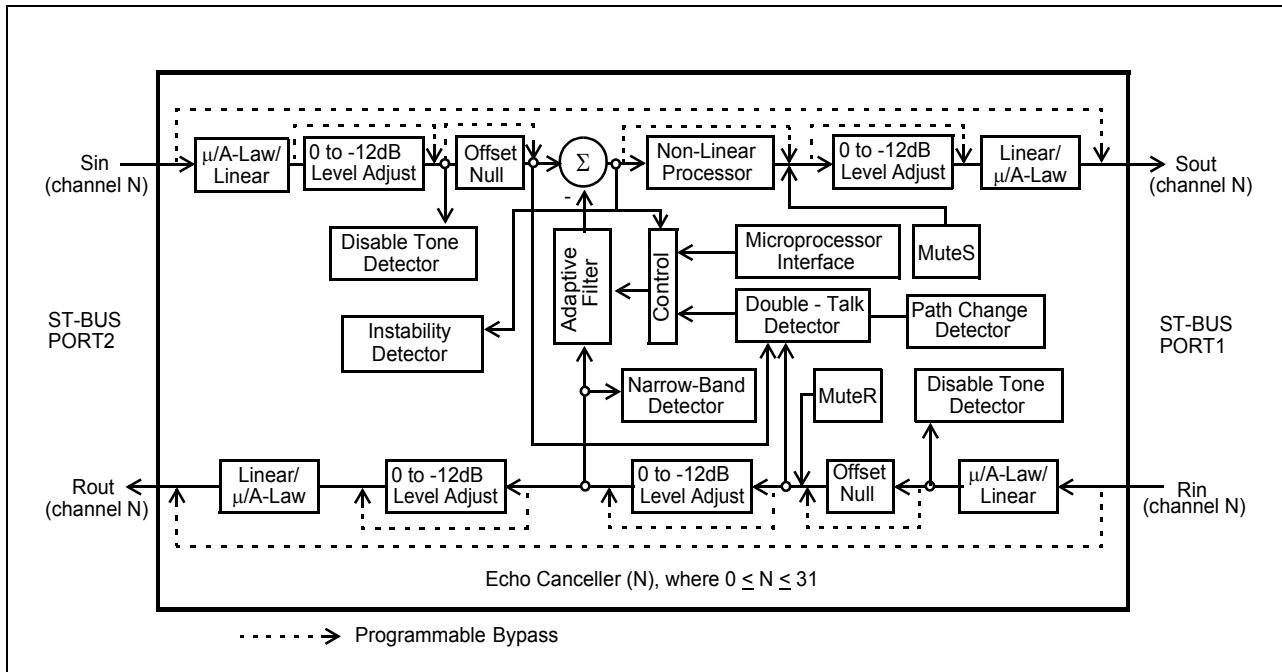 Sin
(channel N)
μ/A-Law/
Linear
0 to -12dB
Level Adjust
Offset
Null
Σ
-
Non-Linear
Processor
0 to -12dB
Level Adjust
Linear/
μ/A-Law
Sout
(channel N)
Disable Tone
Detector
Adaptive
Filter
Control
Microprocessor
Interface
MuteS
ST-BUS
PORT2
Instability
Detector
Double - Talk
Detector
Path Change
Detector
ST-BUS
PORT1
Narrow-Band
Detector
MuteR
Disable Tone
Detector
Rout
(channel N)
Linear/
μ/A-Law
0 to -12dB
Level Adjust
0 to -12dB
Level Adjust
Offset
Null
μ/A-Law/
Linear
Rin
(channel N)
Echo Canceller (N), where 0 ≤ N ≤ 31
Programmable Bypass